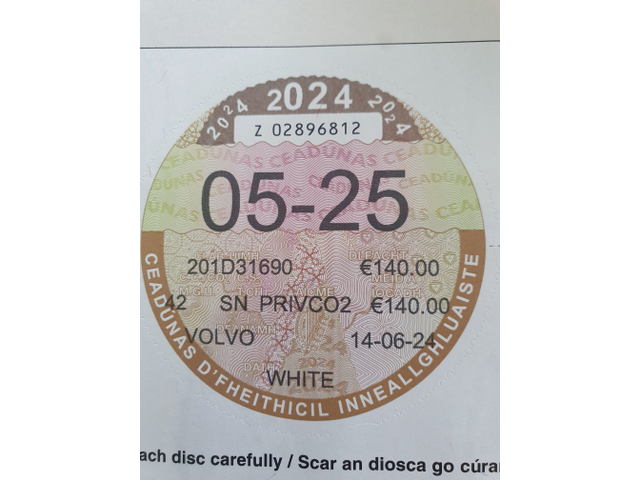 2024 2024 2024
Z 02896812
CEADÚNAS CEADÚNAS
05-25
201D31690 €140.00
42 SN PRIVCO2 €140.00
VOLVO 14-06-24
WHITE
CEADÚNAS D'FHEITHICIL INNEALLGHLUAISTE
ach disc carefully / Scar an diosca go cúra